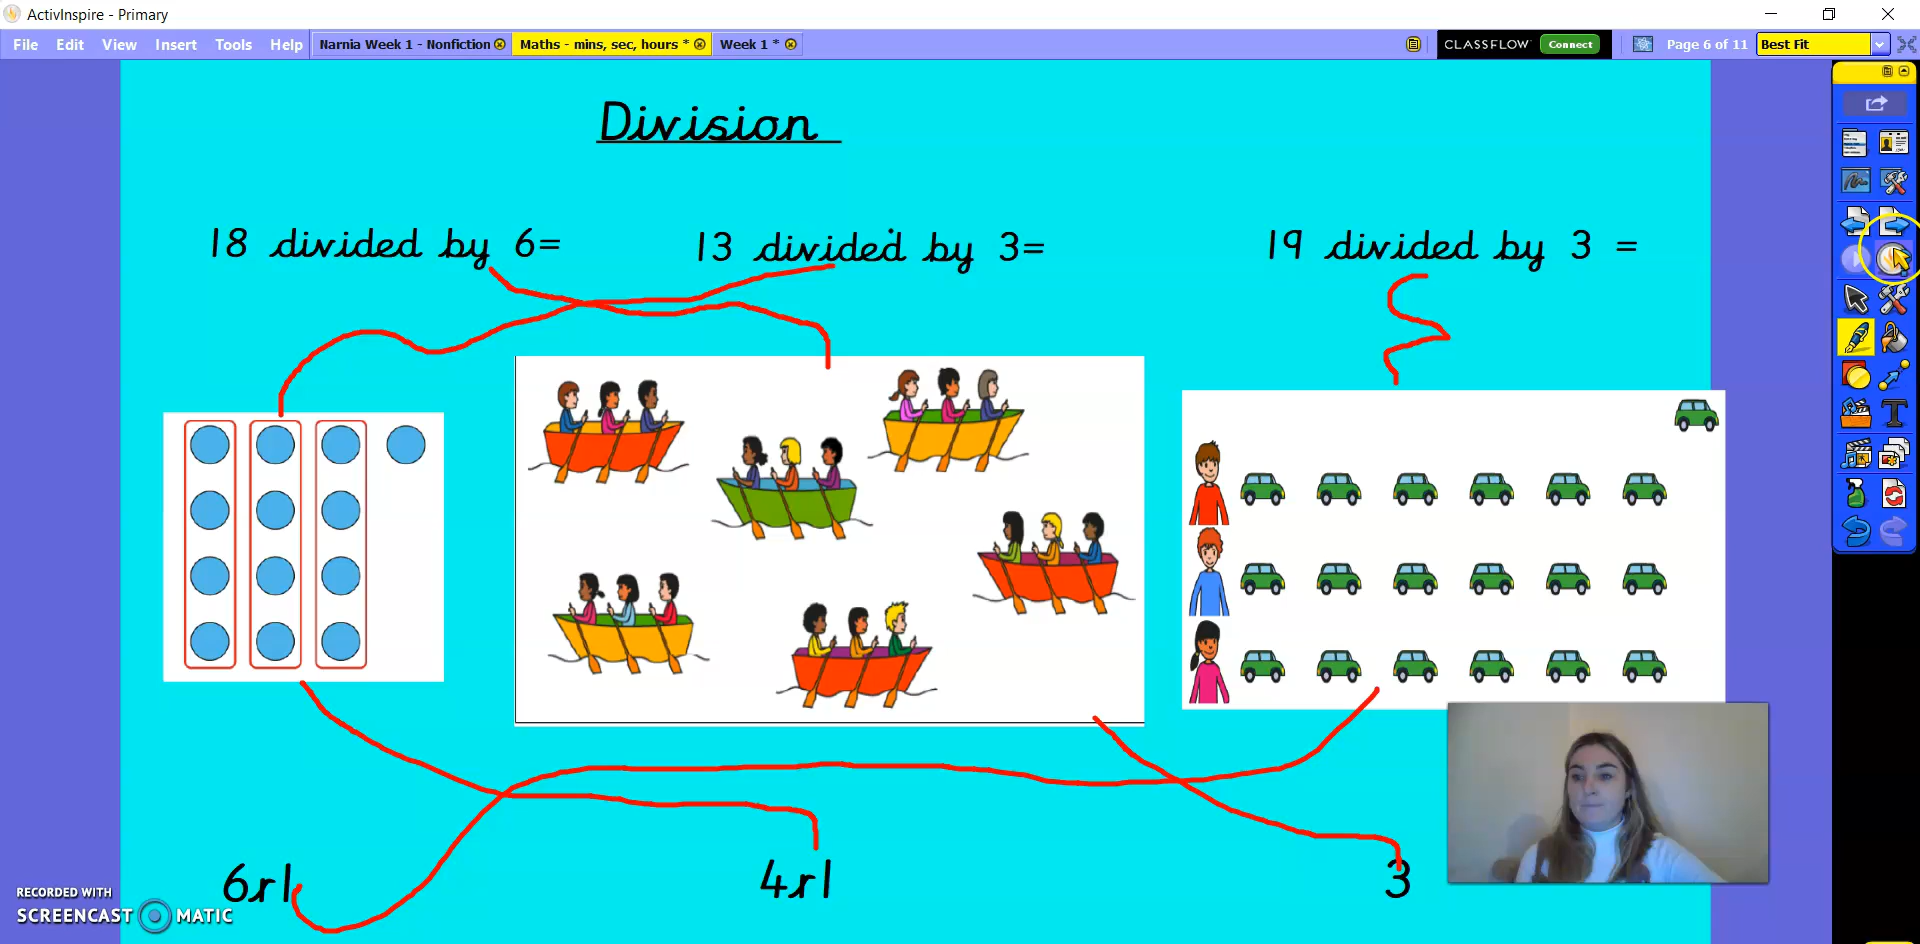 ActivInspire - Primary
File Edit View Insert Tools Help
Narnia Week 1 - Nonfiction
Maths - mins, sec, hours *
Week 1 *
CLASSFLOW Connect
Page 6 of 11
Best Fit
Division
18 divided by 6=
13 divided by 3=
19 divided by 3 =
6r1
4r1
3
RECORDED WITH
SCREENCAST MATIC